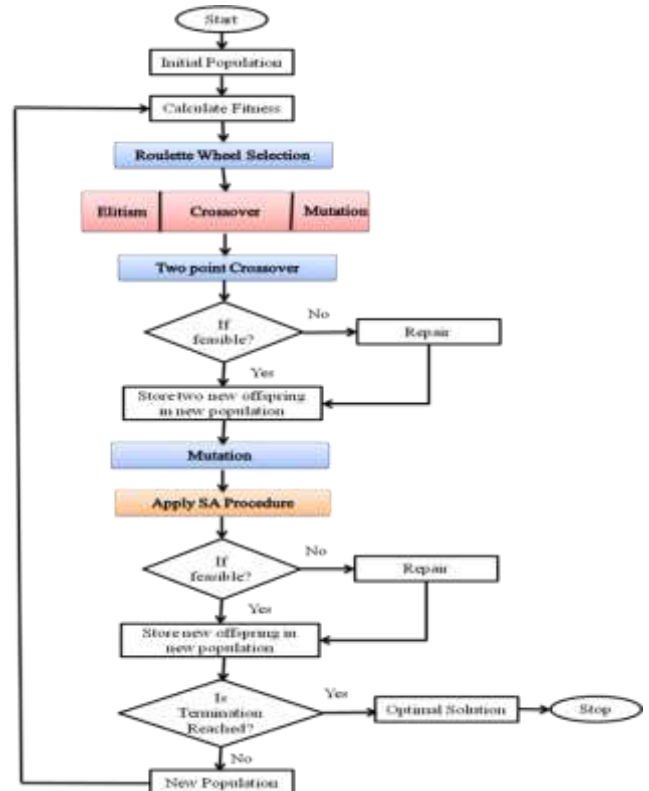 Start
Initial Population
Calculate Fitness
Roulette Wheel Selection
Elitism
Crossover
Mutation
Two point Crossover
If
feasible?
No
Repair
Yes
Store two new offspring
in new population
Mutation
Apply SA Procedure
If
feasible?
No
Repair
Yes
Store new offspring in
new population
Is
Termination
Reached?
Yes
Optimal Solution
Stop
No
New Population